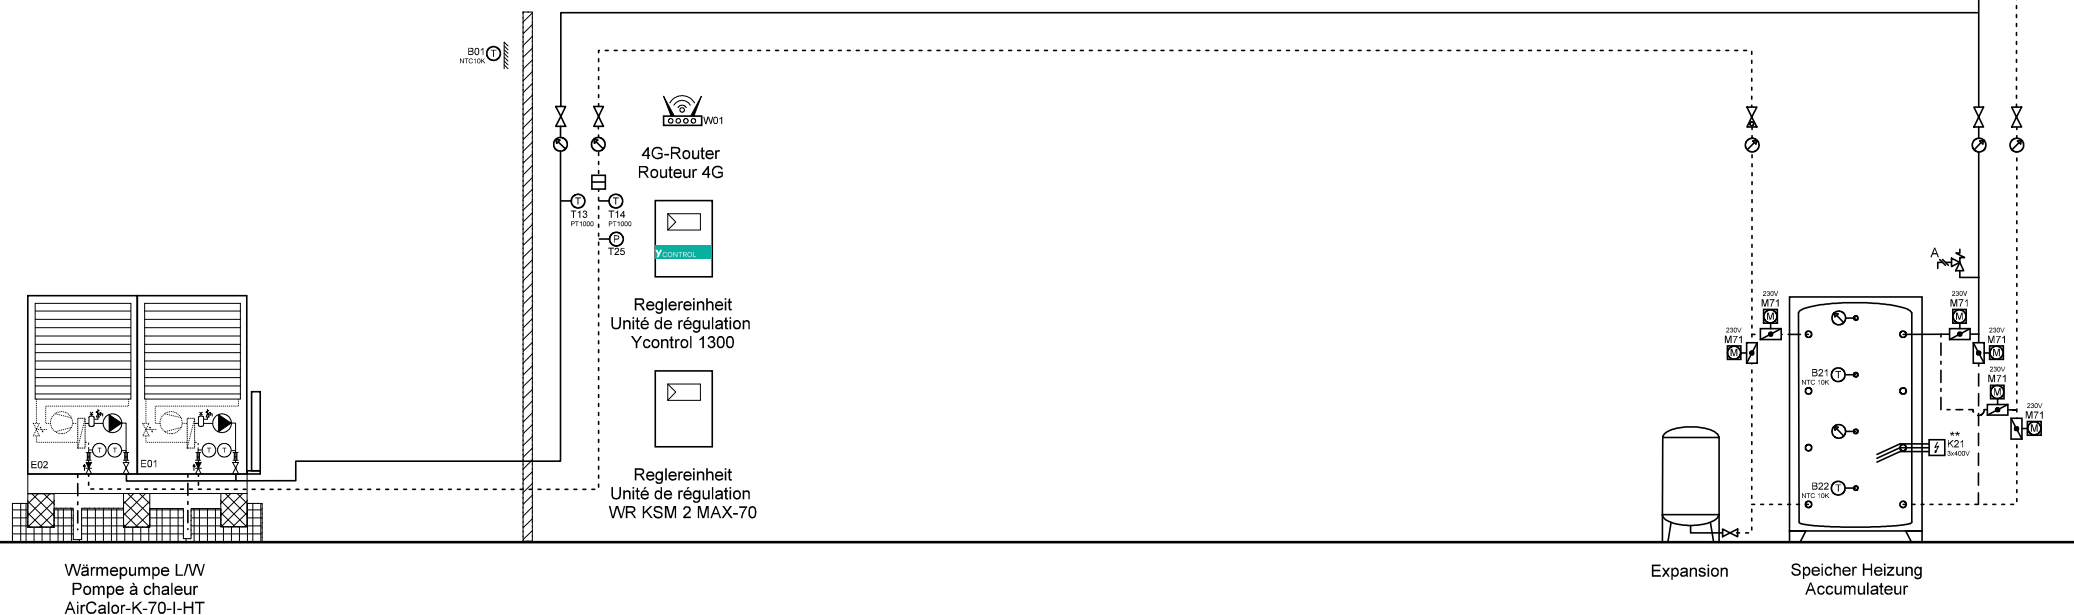 B01
NTC10K
W01
4G-Router
Routeur 4G
T13
PT1000
T14
PT1000
P
T25
YCONTROL
Reglereinheit
Unité de régulation
Ycontrol 1300
Reglereinheit
Unité de régulation
WR KSM 2 MAX-70
E02
E01
Wärmepumpe L/W
Pompe à chaleur
AirCalor-K-70-I-HT
A
230V
M71
M
230V
M71
M
230V
M71
M
230V
M71
M
230V
M71
M
230V
M71
M
B21
T
NTC 10K
**
K21
3x400V
B22
T
NTC 10K
Expansion
Speicher Heizung
Accumulateur